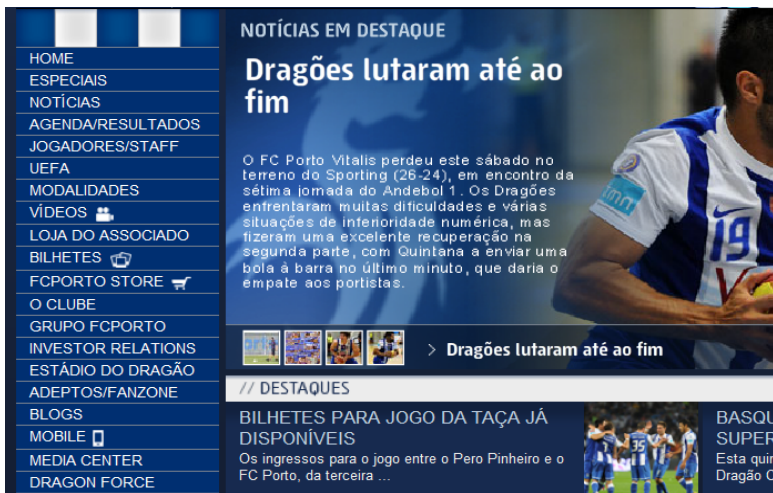 HOME
ESPECIAIS
NOTÍCIAS
AGENDA/RESULTADOS
JOGADORES/STAFF
UEFA
MODALIDADES
VÍDEOS
LOJA DO ASSOCIADO
BILHETES
FCPORTO STORE
O CLUBE
GRUPO FCPORTO
INVESTOR RELATIONS
ESTÁDIO DO DRAGÃO
ADEPTOS/FANZONE
BLOGS
MOBILE
MEDIA CENTER
DRAGON FORCE
NOTÍCIAS EM DESTAQUE
Dragões lutaram até ao
fim
O FC Porto Vitalis perdeu este sábado no
terreno do Sporting (26-24), em encontro da
sétima jornada do Andebol 1. Os Dragões
enfrentaram muitas dificuldades e várias
situações de inferioridade numérica, mas
fizeram uma excelente recuperação na
segunda parte, com Quintana a enviar uma
bola à barra no último minuto, que daria o
empate aos portistas.
tmn
19
> Dragões lutaram até ao fim
// DESTAQUES
BILHETES PARA JOGO DA TAÇA JÁ
DISPONÍVEIS
Os ingressos para o jogo entre o Pero Pinheiro e o
FC Porto, da terceira ...
35
BASQU
SUPER
Esta quin
Dragão C